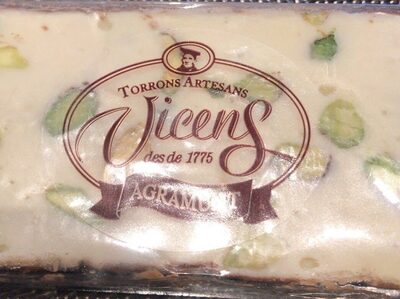 TORRONS ARTESANS
Vicens
des de 1775
AGRAMUNT